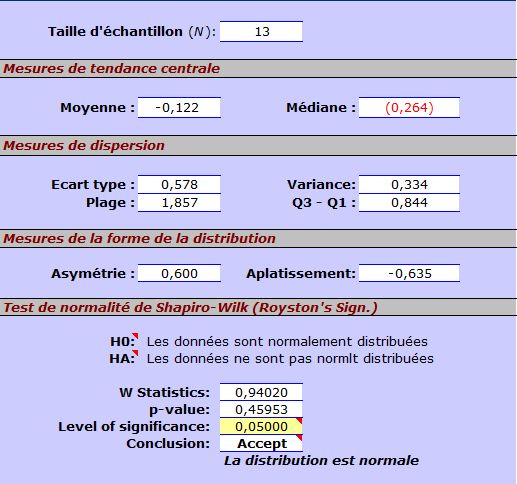 Taille d'échantillon (N): 13
Mesures de tendance centrale
Moyenne : -0,122 Médiane : (0,264)
Mesures de dispersion
Ecart type : 0,578 Variance: 0,334
Plage : 1,857 Q3 - Q1 : 0,844
Mesures de la forme de la distribution
Asymétrie : 0,600 Aplatissement: -0,635
Test de normalité de Shapiro-Wilk (Royston's Sign.)
H0: Les données sont normalement distribuées
HA: Les données ne sont pas normlt distribuées
W Statistics: 0,94020
p-value: 0,45953
Level of significance: 0,05000
Conclusion: Accept
La distribution est normale